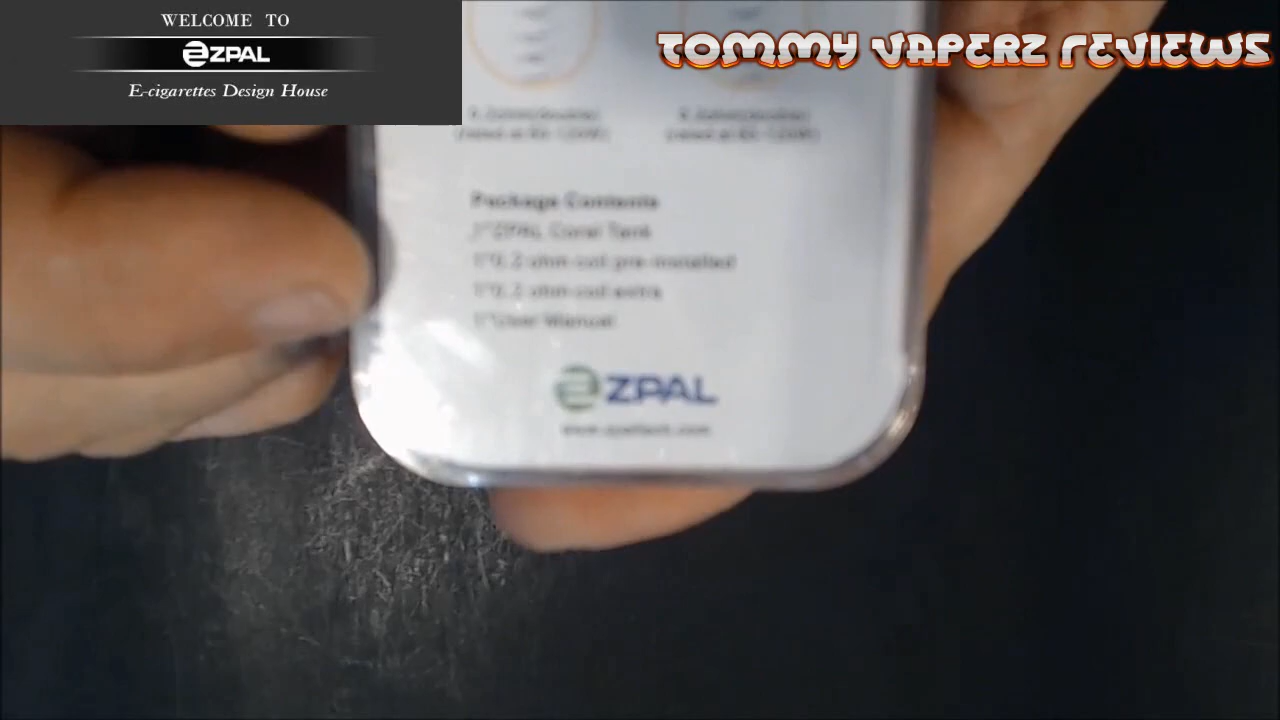 WELCOME TO
ZPAL
E-cigarettes Design House
TOMMY VAPERZ REVIEWS
Package Contents
1*ZPAL Coral Tank
1*0.2 ohm coil pre-installed
1*0.2 ohm coil extra
1*User Manual
ZPAL